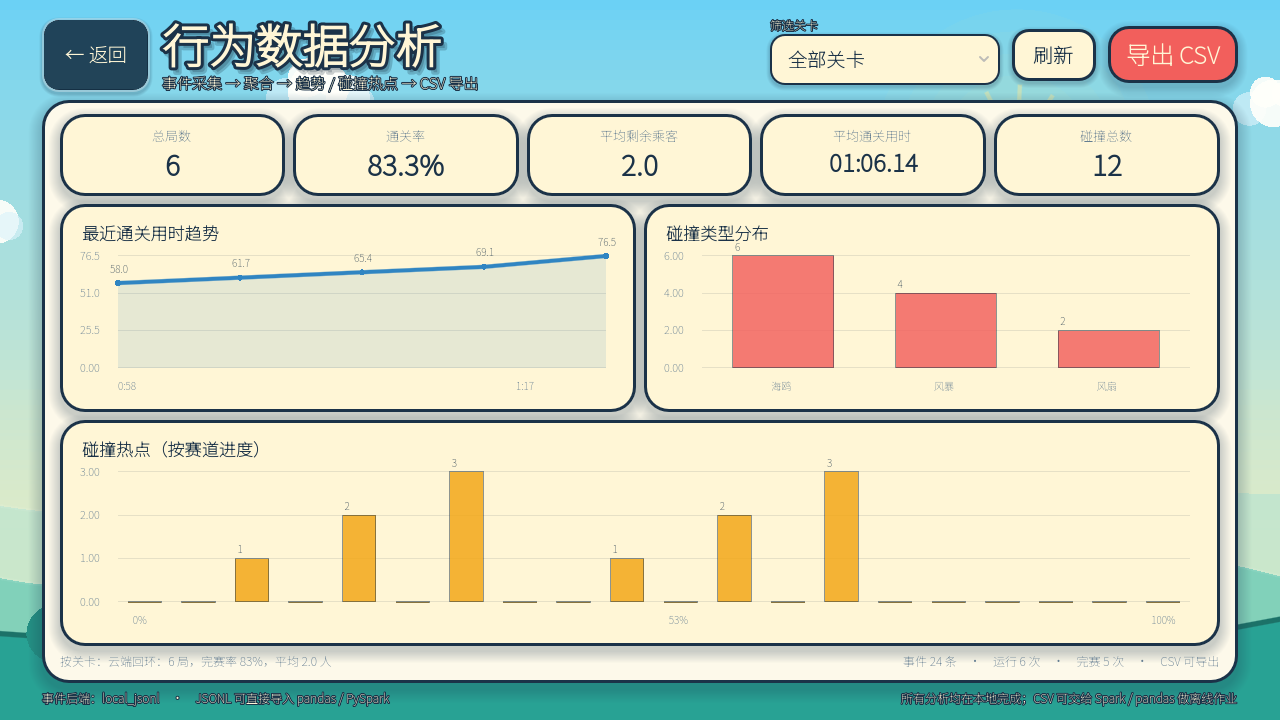 ← 返回
行为数据分析
事件采集 → 聚合 → 趋势 / 碰撞热点 → CSV 导出
筛选关卡
全部关卡
刷新
导出 CSV
总局数
6
通关率
83.3%
平均剩余乘客
2.0
平均通关用时
01:06.14
碰撞总数
12
最近通关用时趋势
76.5
51.0
25.5
0.00
58.0
61.7
65.4
69.1
76.5
0:58
1:17
碰撞类型分布
6.00
4.00
2.00
0.00
6
4
2
海鸥
风暴
风扇
碰撞热点（按赛道进度）
3.00
2.00
1.00
0.00
1
2
3
1
2
3
0%
53%
100%
按关卡：云端回环：6 局，完赛率 83%，平均 2.0 人
事件 24 条 · 运行 6 次 · 完赛 5 次 · CSV 可导出
事件后端：local_jsonl · JSONL 可直接导入 pandas / PySpark
所有分析均在本地完成；CSV 可交给 Spark / pandas 做离线作业